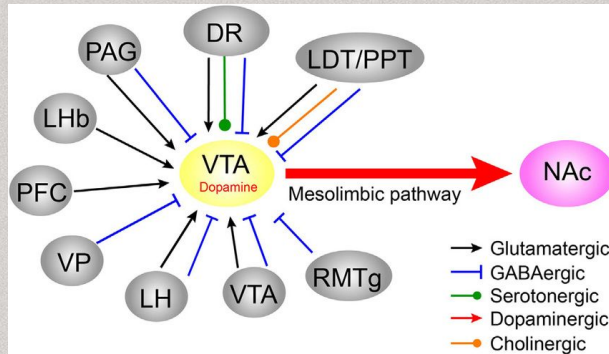 PAG
DR
LDT/PPT
LHb
VTA
Dopamine
NAc
PFC
Mesolimbic pathway
VP
LH
VTA
RMTg
Glutamatergic
GABAergic
Serotonergic
Dopaminergic
Cholinergic